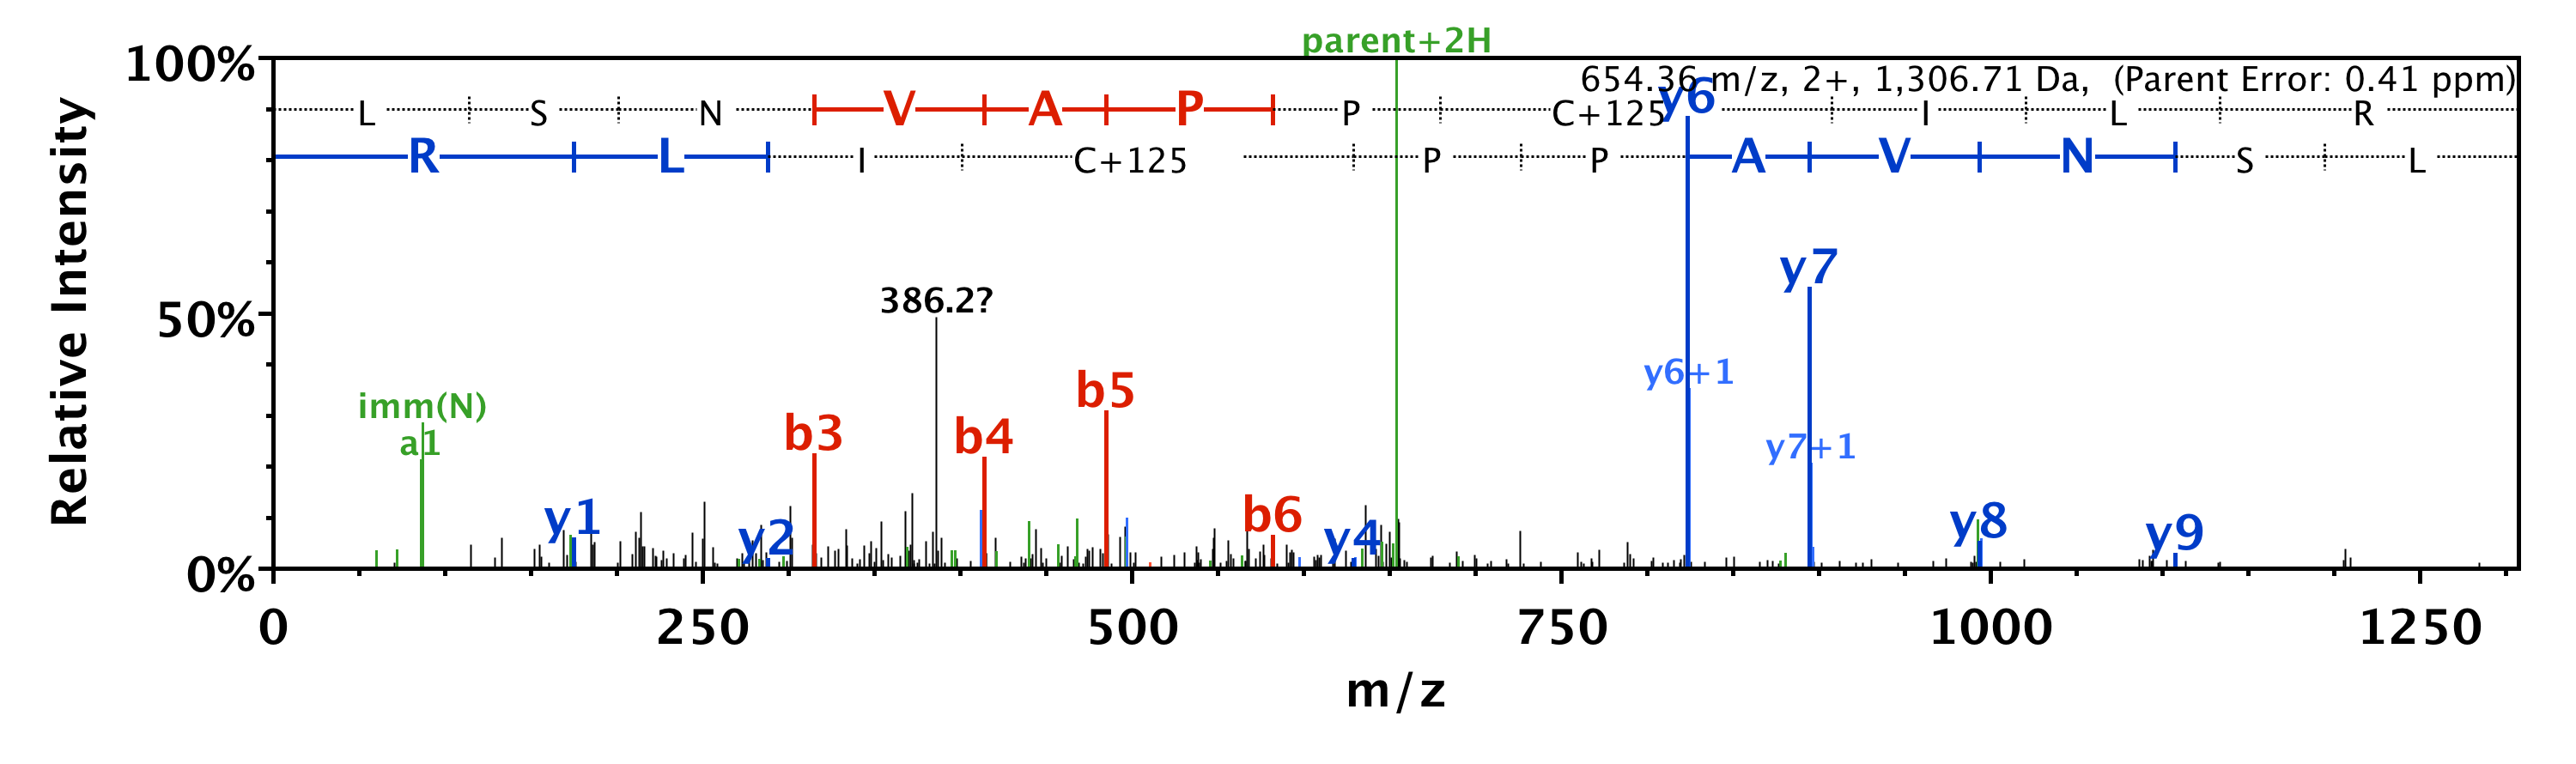 parent+2H
100%
654.36 m/z, 2+, 1,306.71 Da, (Parent Error: 0.41 ppm)
y6
L S N V A P P C+125 I L R
R L I C+125 P P A V N S L
y7
386.2?
50%
y6+1
b5
imm(N)
b3 b4
a1
y7+1
y1 y2 b6 y4 y8 y9
0%
0 250 500 750 1000 1250
m/z
Relative Intensity